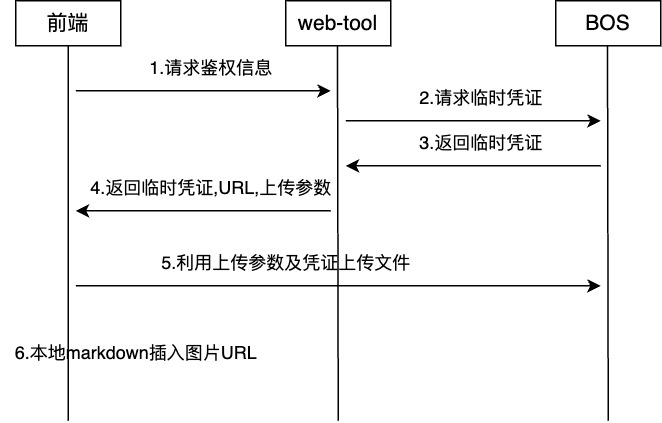 前端
web-tool
BOS
1.请求鉴权信息
2.请求临时凭证
3.返回临时凭证
4.返回临时凭证,URL,上传参数
5.利用上传参数及凭证上传文件
6.本地markdown插入图片URL